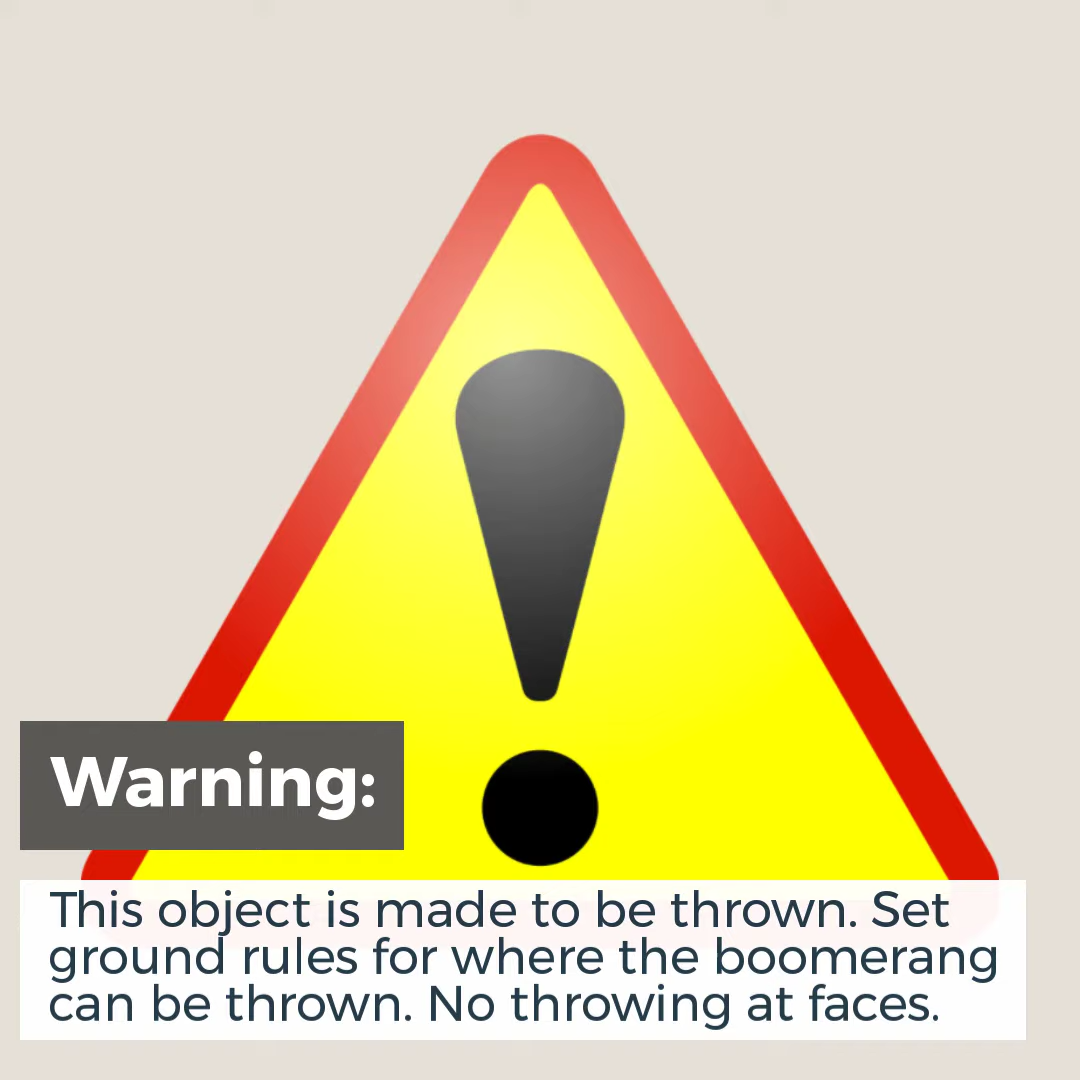 Warning:
This object is made to be thrown. Set
ground rules for where the boomerang
can be thrown. No throwing at faces.